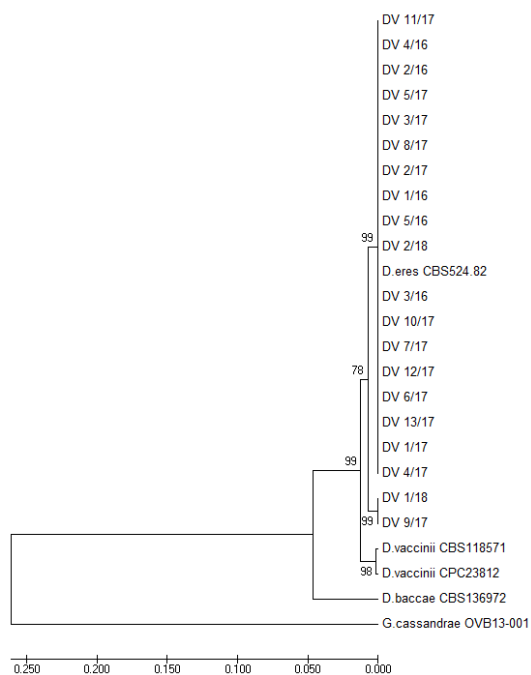 DV 11/17
DV 4/16
DV 2/16
DV 5/17
DV 3/17
DV 8/17
DV 2/17
DV 1/16
DV 5/16
99
DV 2/18
D.eres CBS524.82
DV 3/16
DV 10/17
DV 7/17
78
DV 12/17
DV 6/17
DV 13/17
DV 1/17
99
DV 4/17
DV 1/18
99
DV 9/17
D.vaccinii CBS118571
98
D.vaccinii CPC23812
D.baccae CBS136972
G.cassandrae OVB13-001
0.250 0.200 0.150 0.100 0.050 0.000